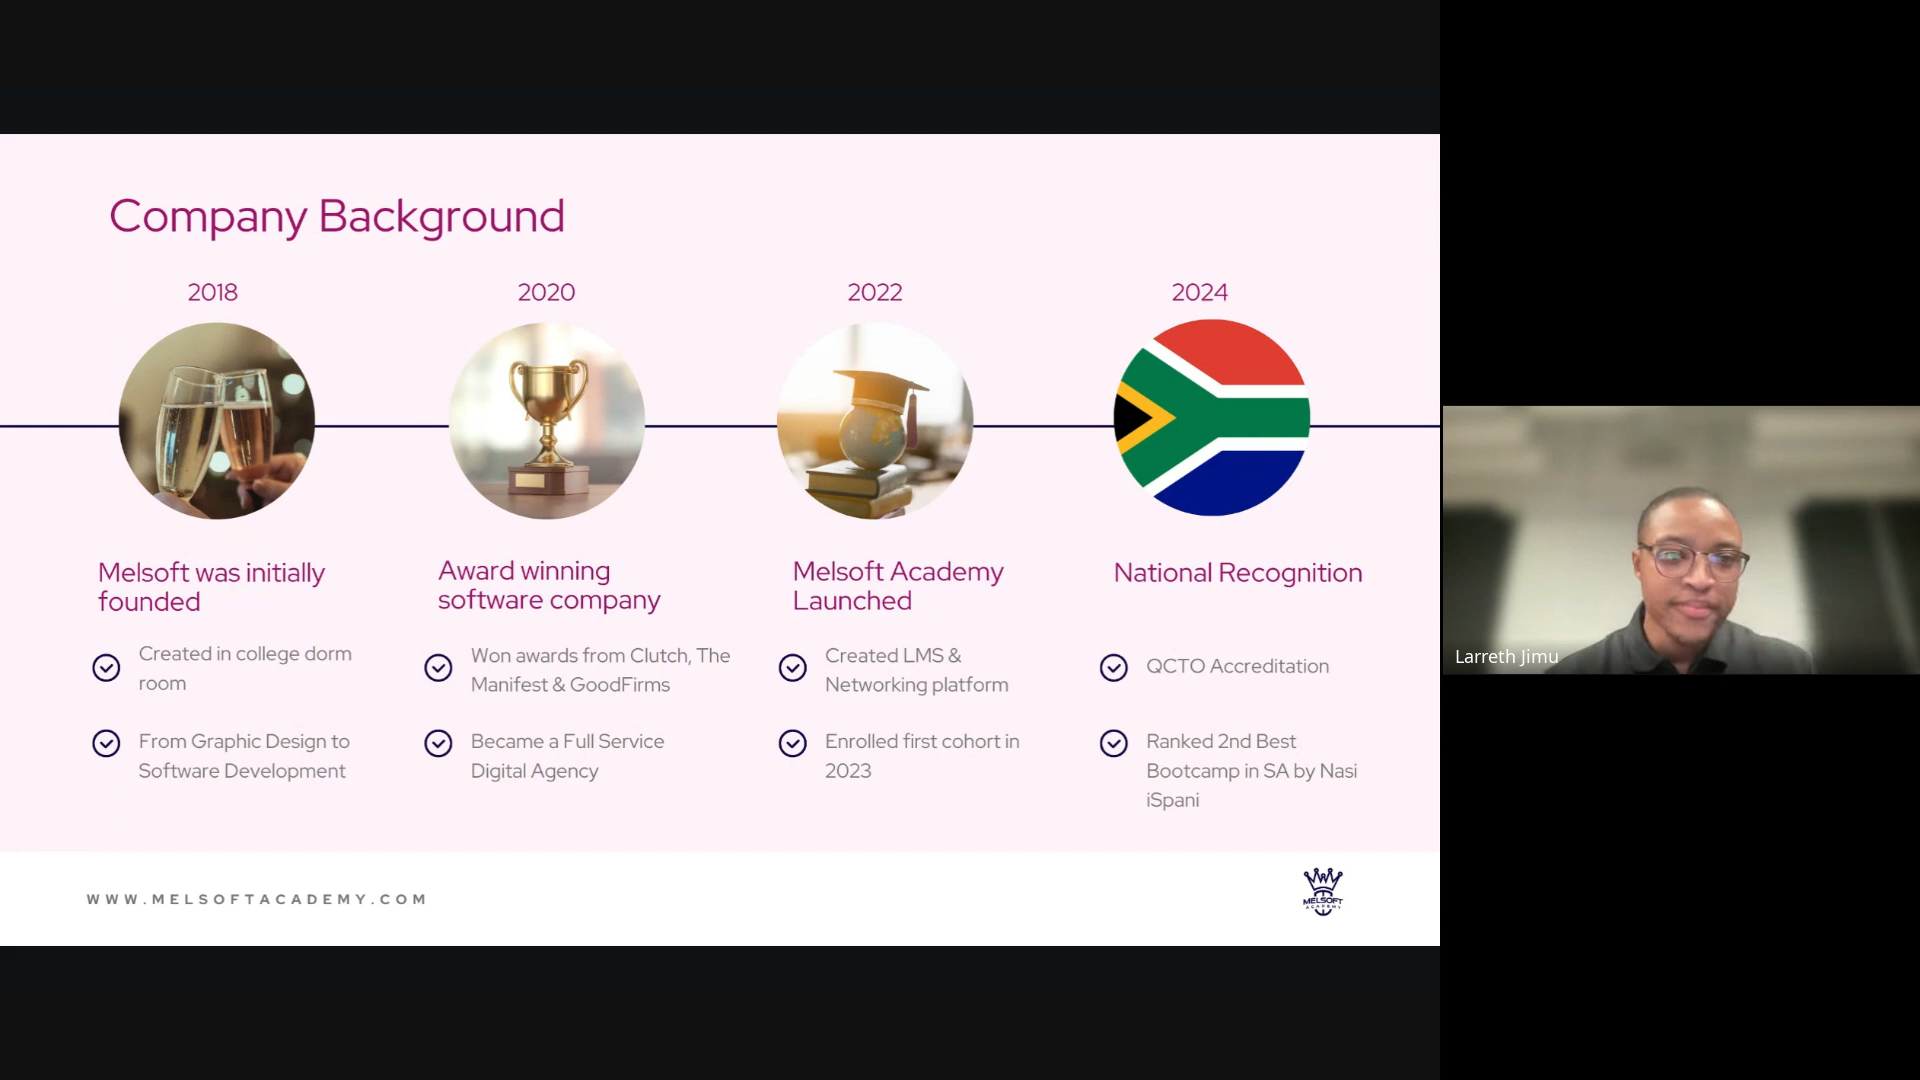 Company Background
2018
Melsoft was initially
founded
Created in college dorm
room
From Graphic Design to
Software Development
2020
Award winning
software company
Won awards from Clutch, The
Manifest & GoodFirms
Became a Full Service
Digital Agency
2022
Melsoft Academy
Launched
Created LMS &
Networking platform
Enrolled first cohort in
2023
2024
National Recognition
QCTO Accreditation
Ranked 2nd Best
Bootcamp in SA by Nasi
iSpani
WWW.MELSOFTACADEMY.COM
MELSOFT
ACADEMY
Larreth Jimu